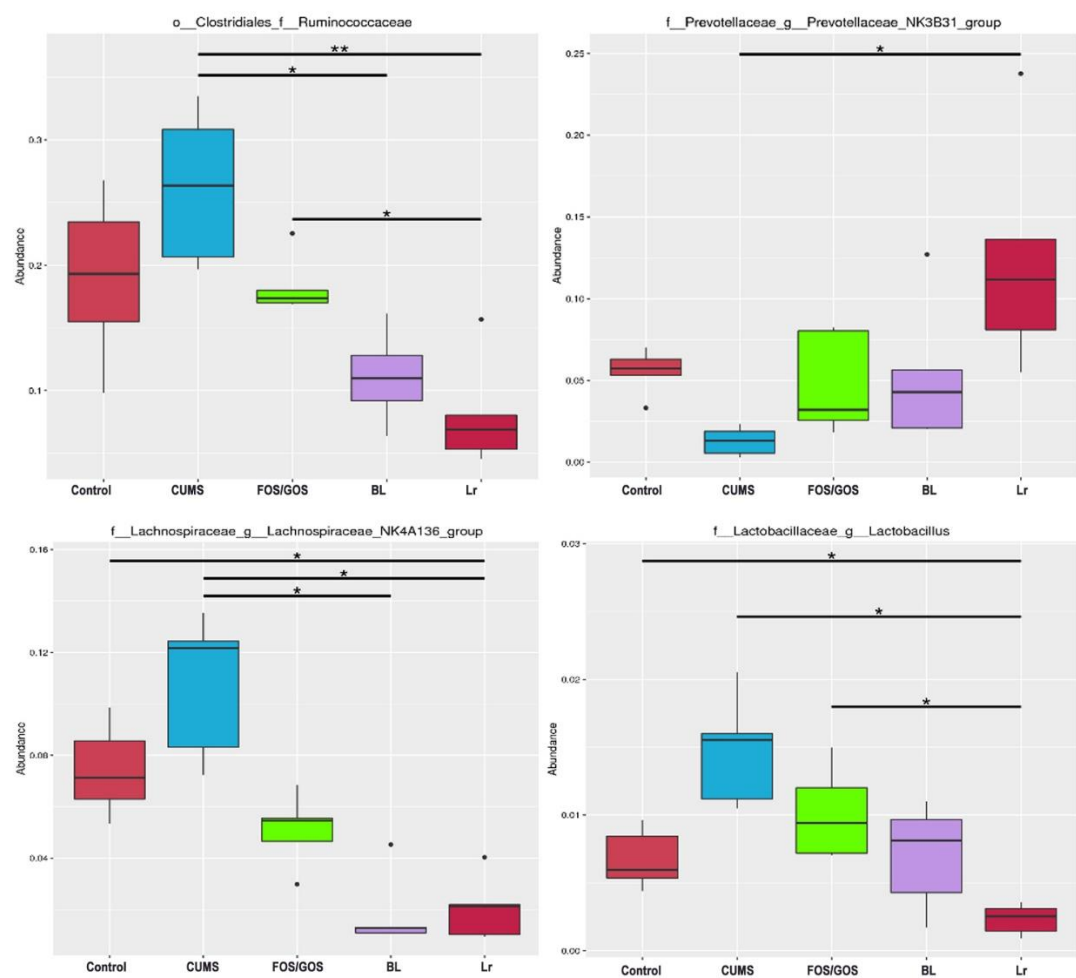 o__Clostridiales_f__Ruminococcaceae
**
*
*
0.3
0.2
0.1
Abundance
Control CUMS FOS/GOS BL Lr
f__Prevotellaceae_g__Prevotellaceae_NK3B31_group
*
0.25
0.20
0.15
0.10
0.05
0.00
Abundance
Control CUMS FOS/GOS BL Lr
f__Lachnospiraceae_g__Lachnospiraceae_NK4A136_group
*
*
*
0.16
0.12
0.08
0.04
Abundance
Control CUMS FOS/GOS BL Lr
f__Lactobacillaceae_g__Lactobacillus
*
*
*
0.03
0.02
0.01
0.00
Abundance
Control CUMS FOS/GOS BL Lr